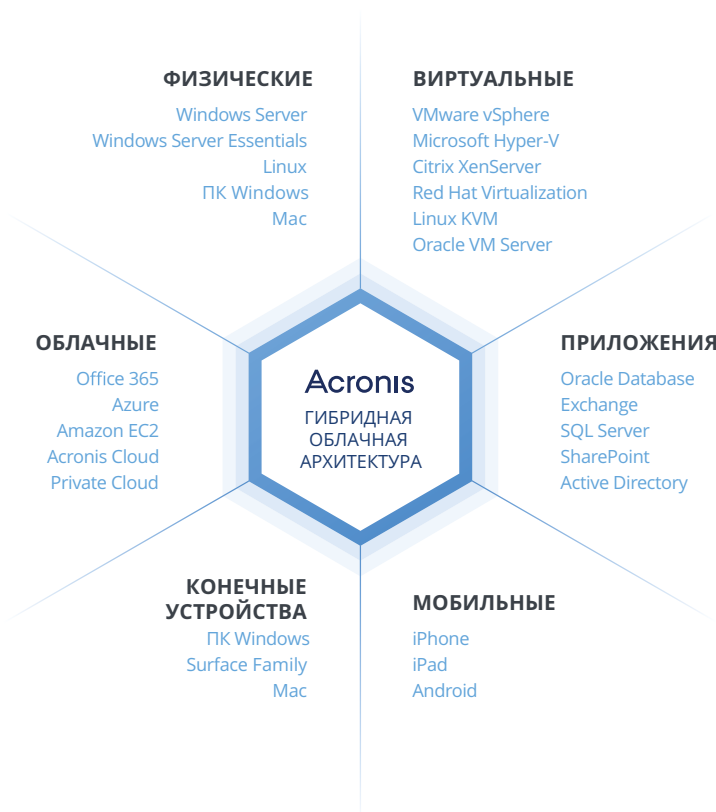 ФИЗИЧЕСКИЕ
Windows Server
Windows Server Essentials
Linux
ПК Windows
Mac
ВИРТУАЛЬНЫЕ
VMware vSphere
Microsoft Hyper-V
Citrix XenServer
Red Hat Virtualization
Linux KVM
Oracle VM Server
ОБЛАЧНЫЕ
Office 365
Azure
Amazon EC2
Acronis Cloud
Private Cloud
Acronis
ГИБРИДНАЯ
ОБЛАЧНАЯ
АРХИТЕКТУРА
ПРИЛОЖЕНИЯ
Oracle Database
Exchange
SQL Server
SharePoint
Active Directory
КОНЕЧНЫЕ
УСТРОЙСТВА
ПК Windows
Surface Family
Mac
МОБИЛЬНЫЕ
iPhone
iPad
Android